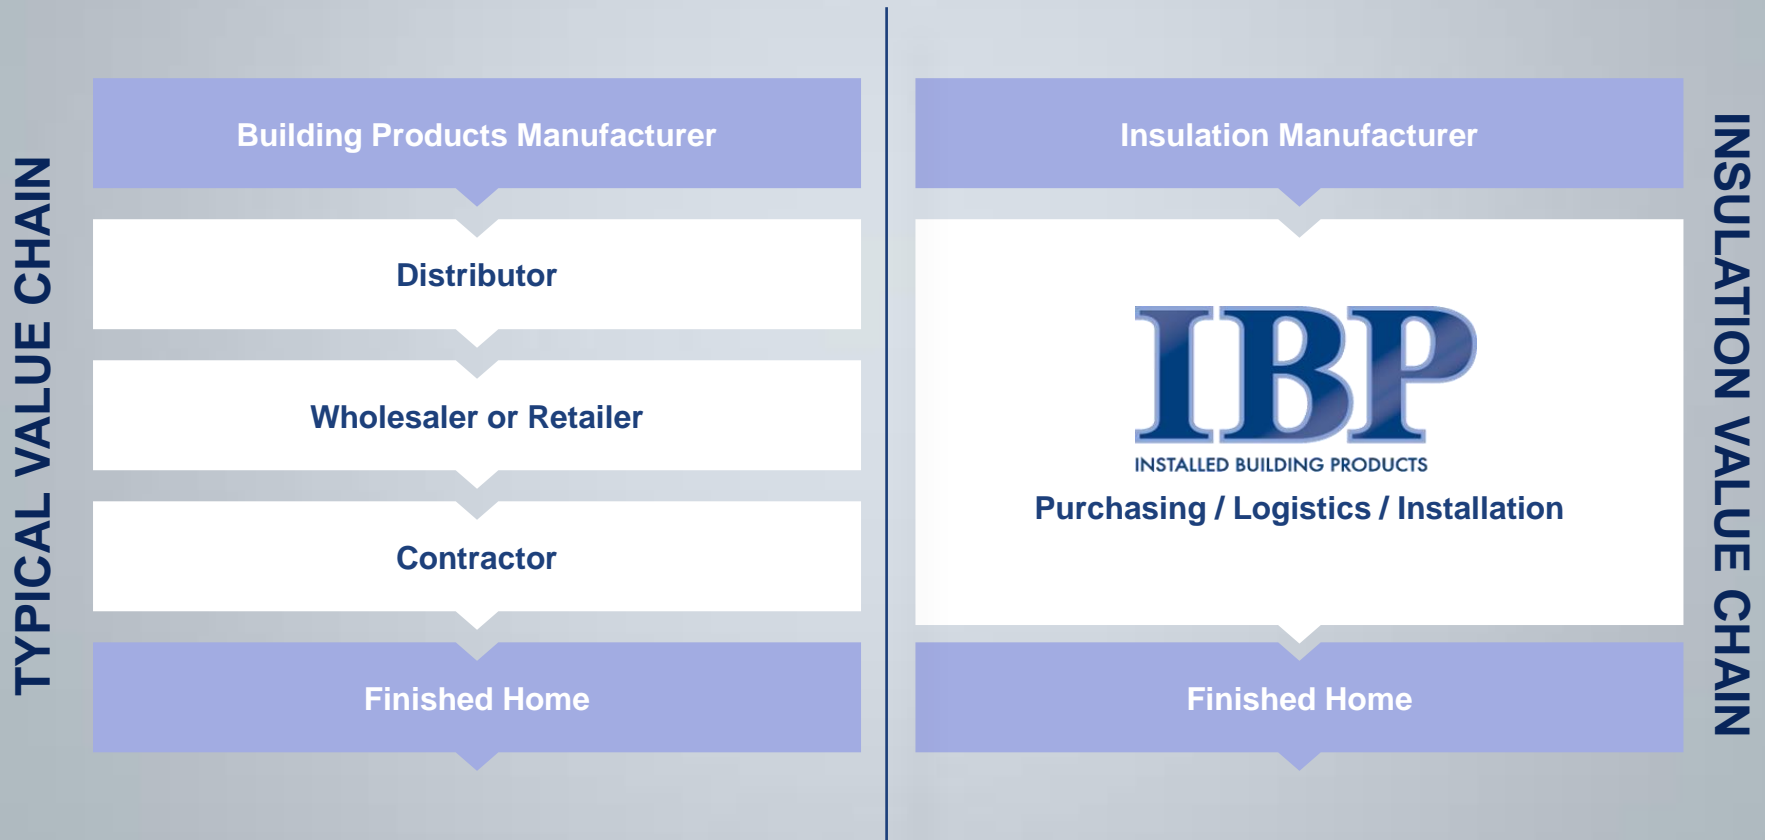 TYPICAL VALUE CHAIN
Building Products Manufacturer
Distributor
Wholesaler or Retailer
Contractor
Finished Home
Insulation Manufacturer
IBP
INSTALLED BUILDING PRODUCTS
Purchasing / Logistics / Installation
Finished Home
INSULATION VALUE CHAIN